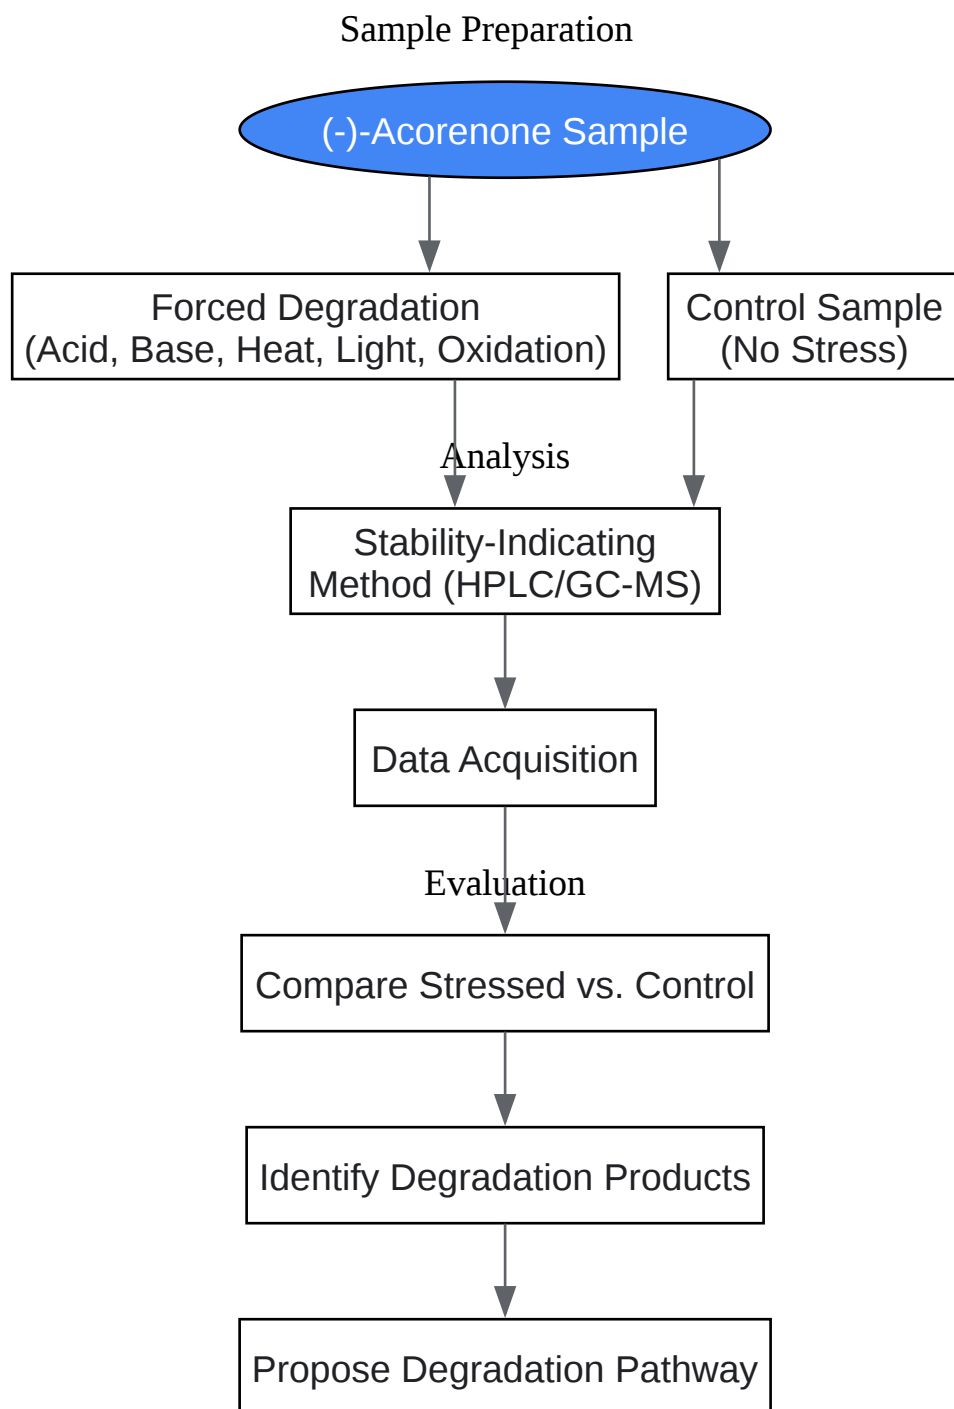 Sample Preparation
(-)-Acorenone Sample
Forced Degradation
(Acid, Base, Heat, Light, Oxidation)
Control Sample
(No Stress)
Analysis
Stability-Indicating
Method (HPLC/GC-MS)
Data Acquisition
Evaluation
Compare Stressed vs. Control
Identify Degradation Products
Propose Degradation Pathway